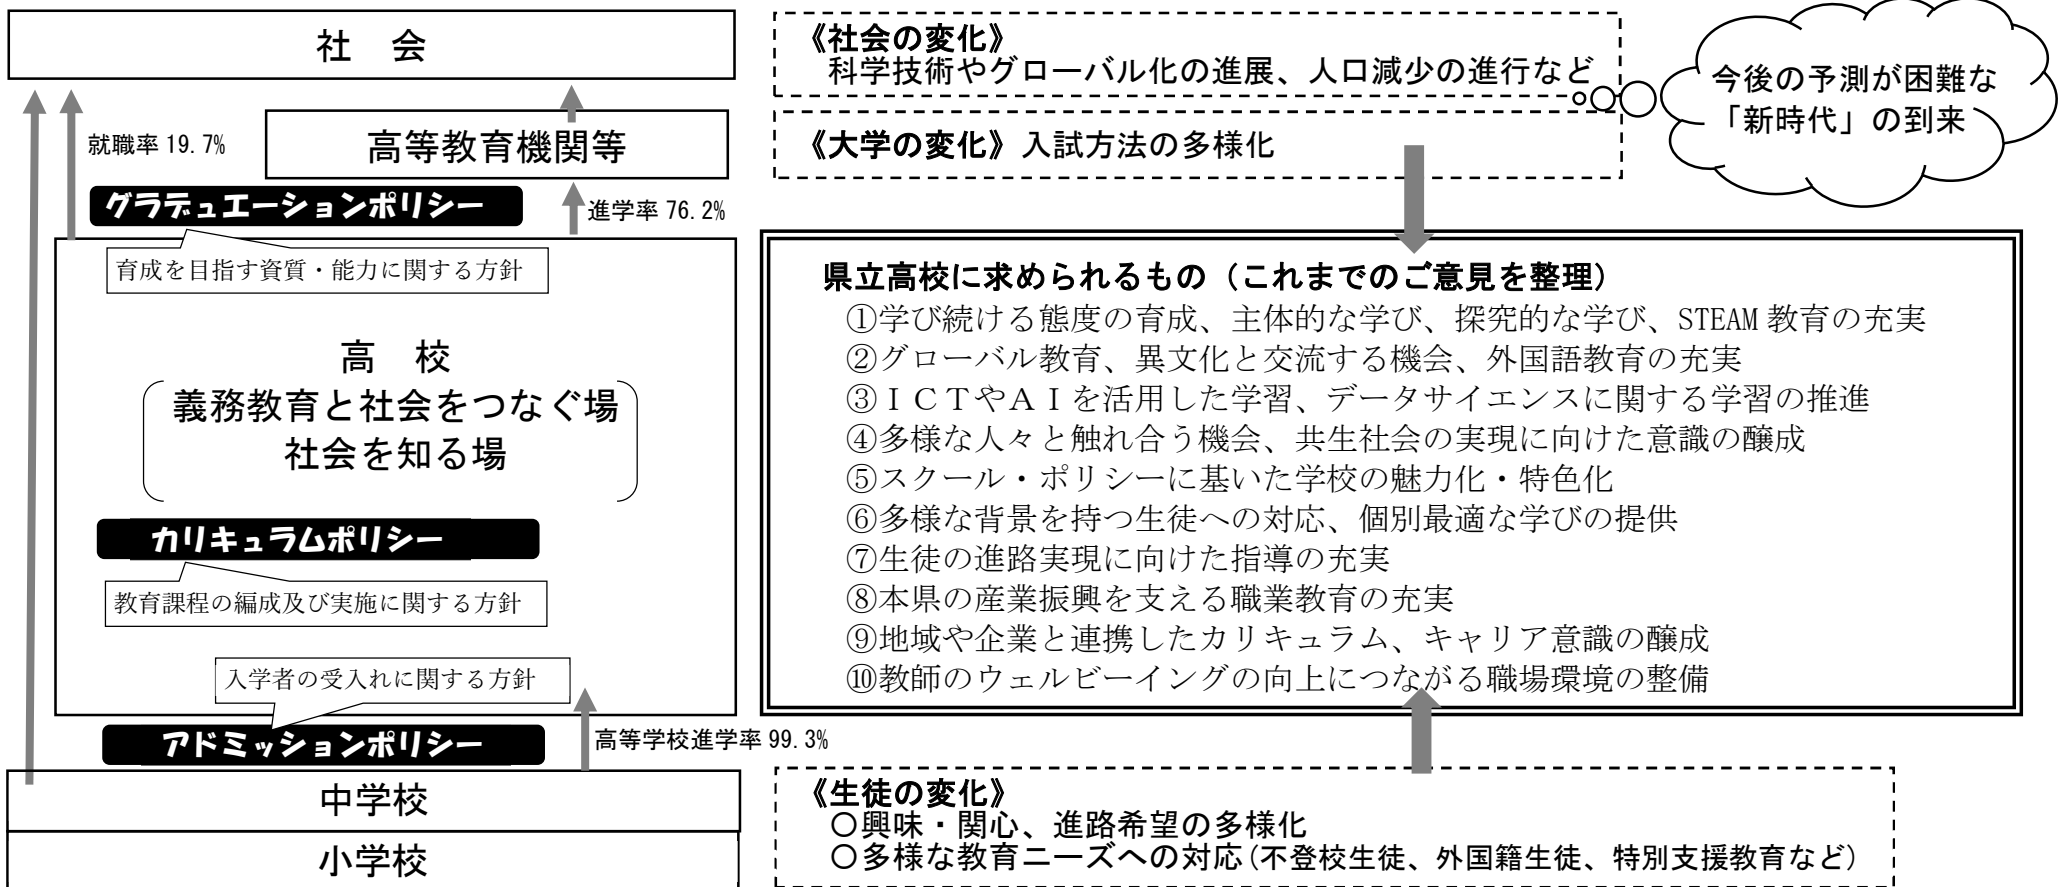 社　会
就職率 19.7%
高等教育機関等
グラデュエーションポリシー
進学率 76.2%
育成を目指す資質・能力に関する方針
高　校
義務教育と社会をつなぐ場
社会を知る場
カリキュラムポリシー
教育課程の編成及び実施に関する方針
入学者の受入れに関する方針
アドミッションポリシー
高等学校進学率 99.3%
中学校
小学校
《社会の変化》
科学技術やグローバル化の進展、人口減少の進行など
《大学の変化》入試方法の多様化
今後の予測が困難な
「新時代」の到来
県立高校に求められるもの（これまでのご意見を整理）
①学び続ける態度の育成、主体的な学び、探究的な学び、STEAM 教育の充実
②グローバル教育、異文化と交流する機会、外国語教育の充実
③ＩＣＴやＡＩを活用した学習、データサイエンスに関する学習の推進
④多様な人々と触れ合う機会、共生社会の実現に向けた意識の醸成
⑤スクール・ポリシーに基いた学校の魅力化・特色化
⑥多様な背景を持つ生徒への対応、個別最適な学びの提供
⑦生徒の進路実現に向けた指導の充実
⑧本県の産業振興を支える職業教育の充実
⑨地域や企業と連携したカリキュラム、キャリア意識の醸成
⑩教師のウェルビーイングの向上につながる職場環境の整備
《生徒の変化》
○興味・関心、進路希望の多様化
○多様な教育ニーズへの対応(不登校生徒、外国籍生徒、特別支援教育など)